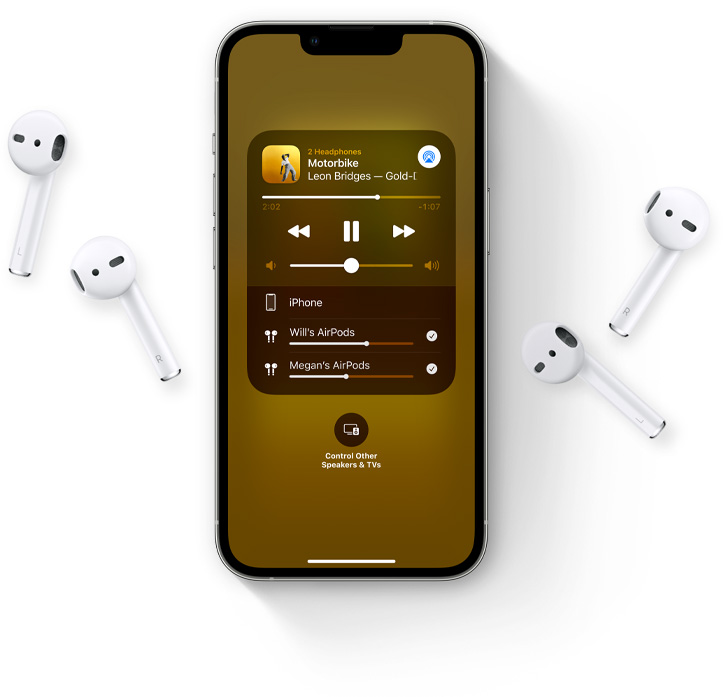 2 Headphones
Motorbike
Leon Bridges — Gold-D
2:02 -1:07
iPhone
Will's AirPods
Megan's AirPods
Control Other
Speakers & TVs
L
R
R
L